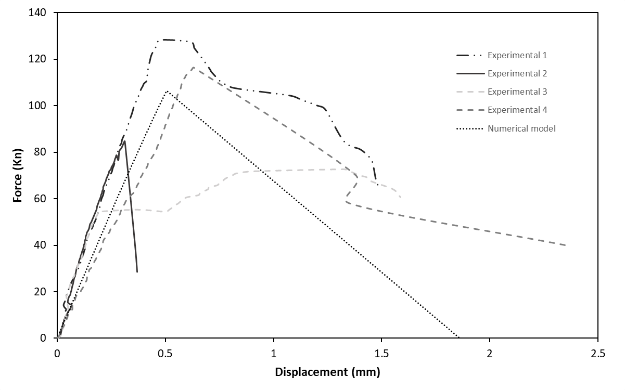 140
120
100
80
60
40
20
0
Force (Kn)
Experimental 1
Experimental 2
Experimental 3
Experimental 4
Numerical model
0
0.5
1
1.5
2
2.5
Displacement (mm)